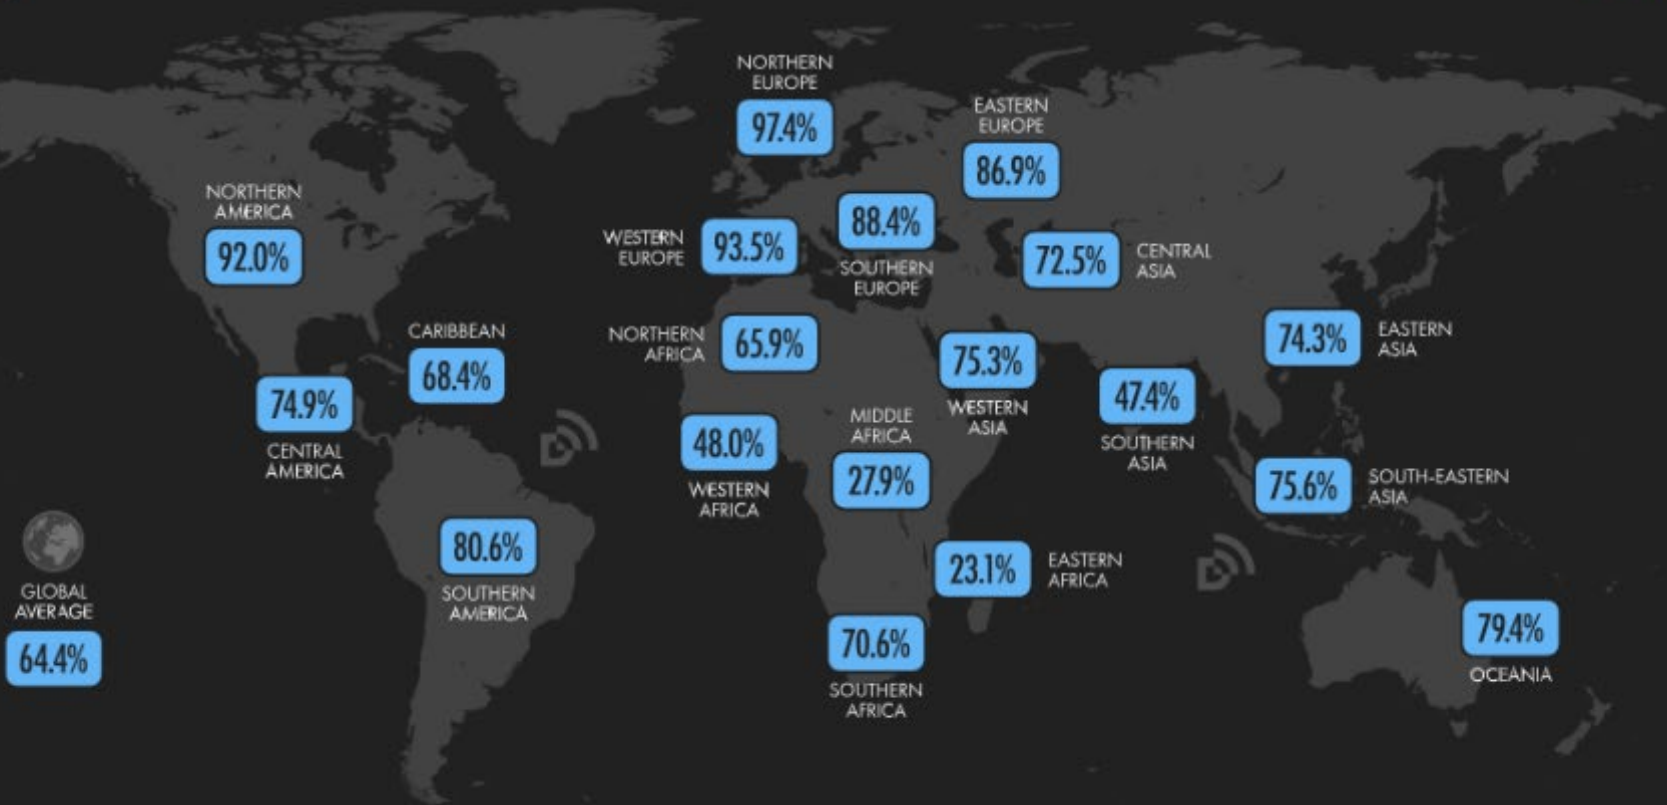 NORTHERN
EUROPE
97.4%
EASTERN
EUROPE
86.9%
NORTHERN
AMERICA
92.0%
WESTERN
EUROPE
93.5%
88.4%
SOUTHERN
EUROPE
72.5%
CENTRAL
ASIA
CARIBBEAN
68.4%
NORTHERN
AFRICA
65.9%
75.3%
WESTERN
ASIA
74.3%
EASTERN
ASIA
74.9%
CENTRAL
AMERICA
48.0%
WESTERN
AFRICA
MIDDLE
AFRICA
27.9%
47.4%
SOUTHERN
ASIA
75.6%
SOUTH-EASTERN
ASIA
80.6%
SOUTHERN
AMERICA
23.1%
EASTERN
AFRICA
GLOBAL
AVERAGE
64.4%
70.6%
SOUTHERN
AFRICA
79.4%
OCEANIA